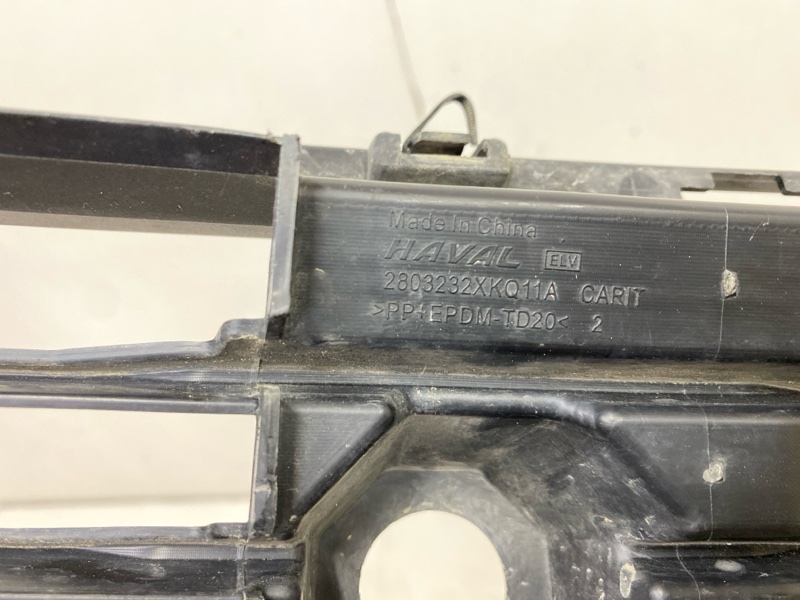 Made In China
HAVAL ELV
2803232XKQ11A CARIT
>PP+EPDM-TD20< 2